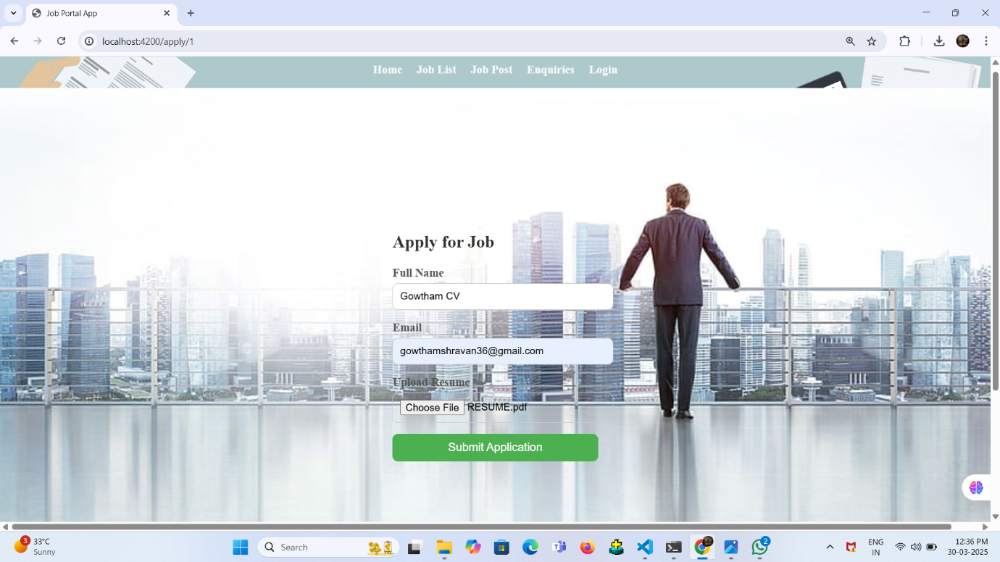 Job Portal App
localhost:4200/apply/1
Home Job List Job Post Enquiries Login
Apply for Job
Full Name
Gowtham CV
Email
gowthamshravan36@gmail.com
Upload Resume
Choose File RESUME.pdf
Submit Application
3
33°C
Sunny
Search
2
ENG
IN
12:36 PM
30-03-2025